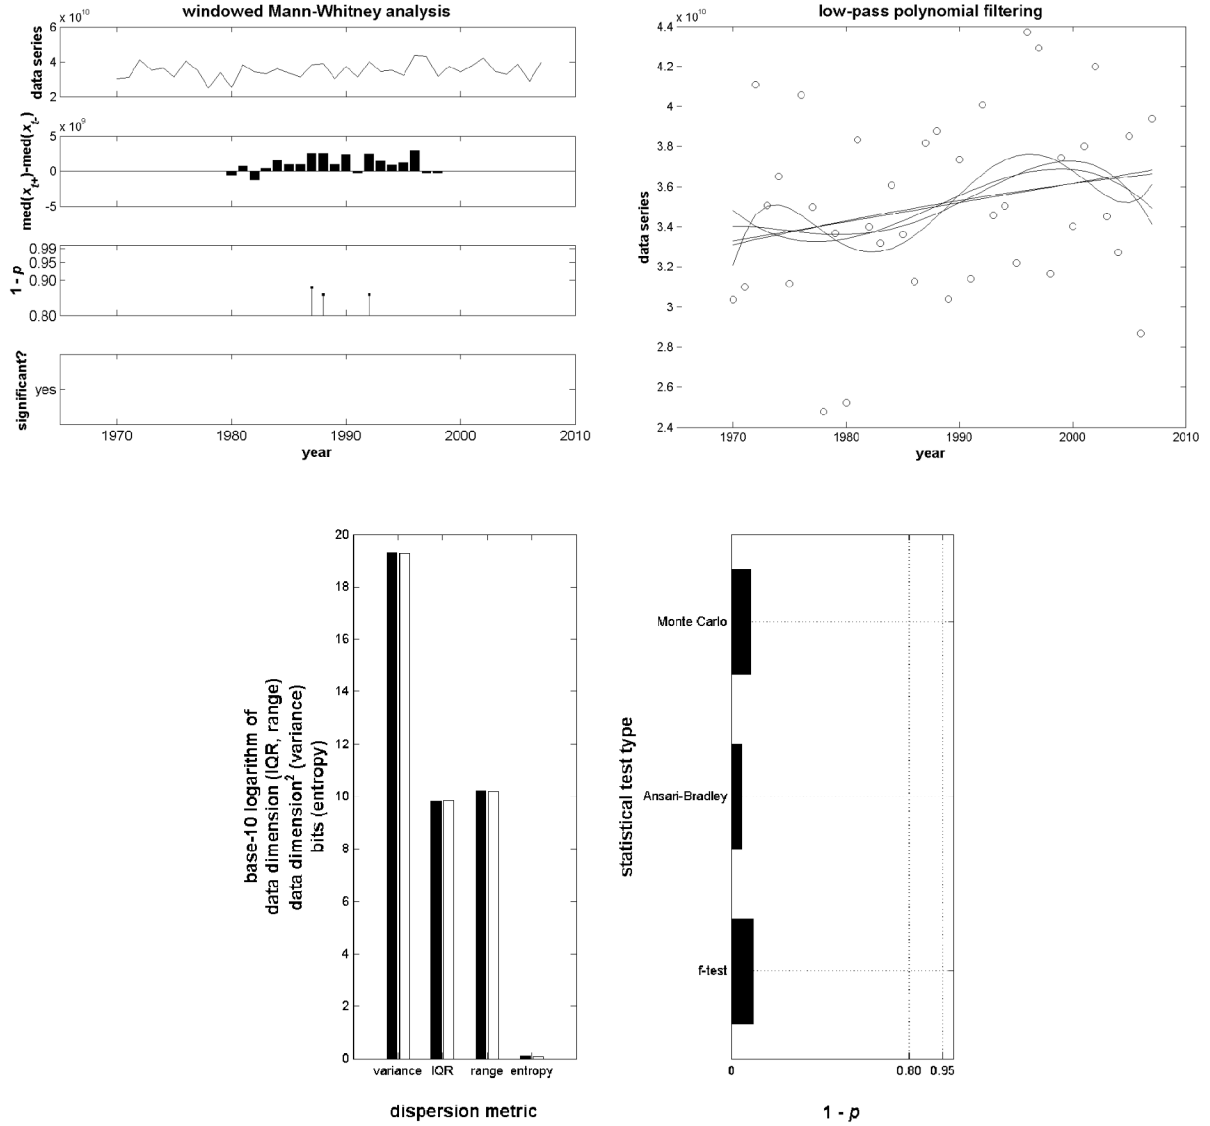 windowed Mann-Whitney analysis
x 10^10
6
4
2
data series
x 10^9
5
0
-5
med(x_t+)-med(x_t-)
0.99
0.95
0.90
0.80
1 - p
yes
significant?
1970 1980 1990 2000 2010
year
low-pass polynomial filtering
x 10^10
4.4
4.2
4
3.8
3.6
3.4
3.2
3
2.8
2.6
2.4
data series
1970 1980 1990 2000 2010
year
20
18
16
14
12
10
8
6
4
2
0
base-10 logarithm of
data dimension (IQR, range)
data dimension² (variance)
bits (entropy)
variance IQR range entropy
dispersion metric
statistical test type
Monte Carlo
Ansari-Bradley
f-test
0 0.80 0.95
1 - p